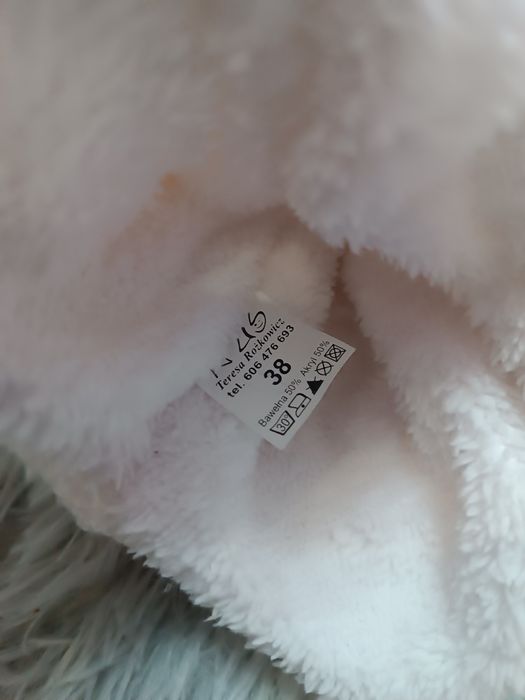 Teresa Rożkowicz
tel. 606 476 693
38
Bawełna 50% Akryl 50%
30°